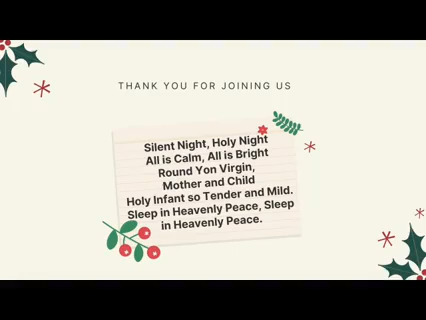 THANK YOU FOR JOINING US
Silent Night, Holy Night
All is Calm, All is Bright
Round Yon Virgin,
Mother and Child
Holy Infant so Tender and Mild.
Sleep in Heavenly Peace, Sleep
in Heavenly Peace.